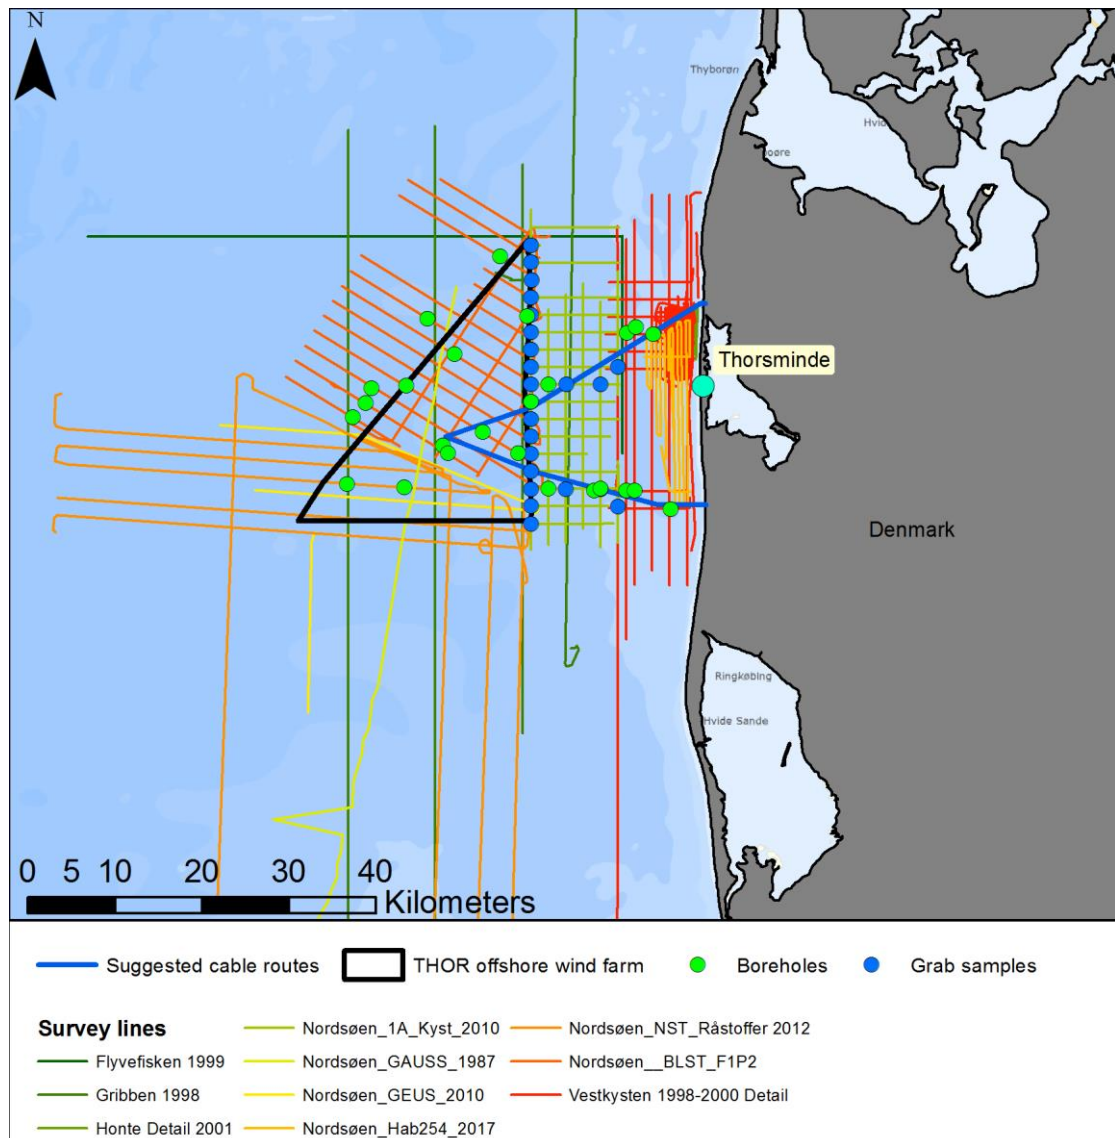 N
Thyborøn
Hvid
boøre
Thorsminde
Denmark
Ringkøbing
Hvide Sande
0 5 10 20 30 40
Kilometers
Suggested cable routes
THOR offshore wind farm
Boreholes
Grab samples
Survey lines
Flyvefisken 1999
Gribben 1998
Honte Detail 2001
Nordsøen_1A_Kyst_2010
Nordsøen_GAUSS_1987
Nordsøen_GEUS_2010
Nordsøen_Hab254_2017
Nordsøen_NST_Råstoffer 2012
Nordsøen__BLST_F1P2
Vestkysten 1998-2000 Detail